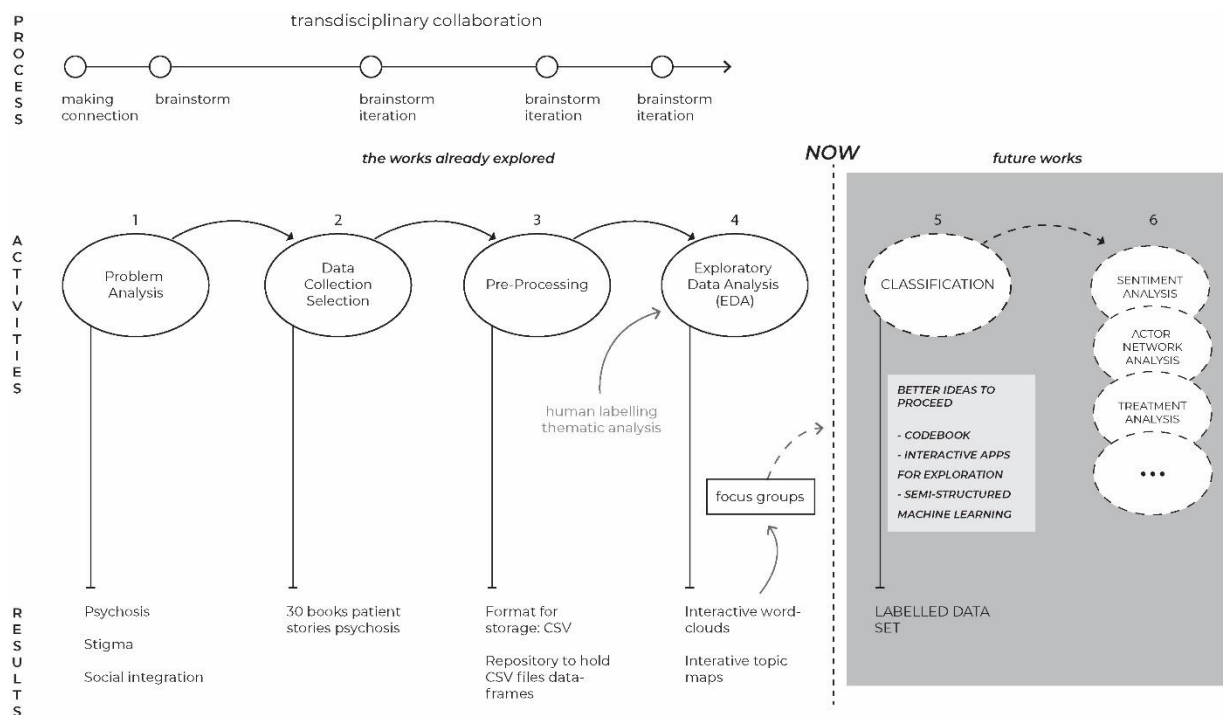 PROCESS
transdisciplinary collaboration
making
connection
brainstorm
brainstorm
iteration
brainstorm
iteration
brainstorm
iteration
the works already explored
NOW
future works
ACTIVITIES
1
Problem
Analysis
2
Data
Collection
Selection
3
Pre-Processing
4
Exploratory
Data Analysis
(EDA)
human labelling
thematic analysis
focus groups
5
CLASSIFICATION
BETTER IDEAS TO
PROCEED
- CODEBOOK
- INTERACTIVE APPS
FOR EXPLORATION
- SEMI-STRUCTURED
MACHINE LEARNING
6
SENTIMENT
ANALYSIS
ACTOR
NETWORK
ANALYSIS
TREATMENT
ANALYSIS
...
RESULTS
Psychosis
Stigma
Social integration
30 books patient
stories psychosis
Format for
storage: CSV
Repository to hold
CSV files data-
frames
Interactive word-
clouds
Interative topic
maps
LABELLED DATA
SET